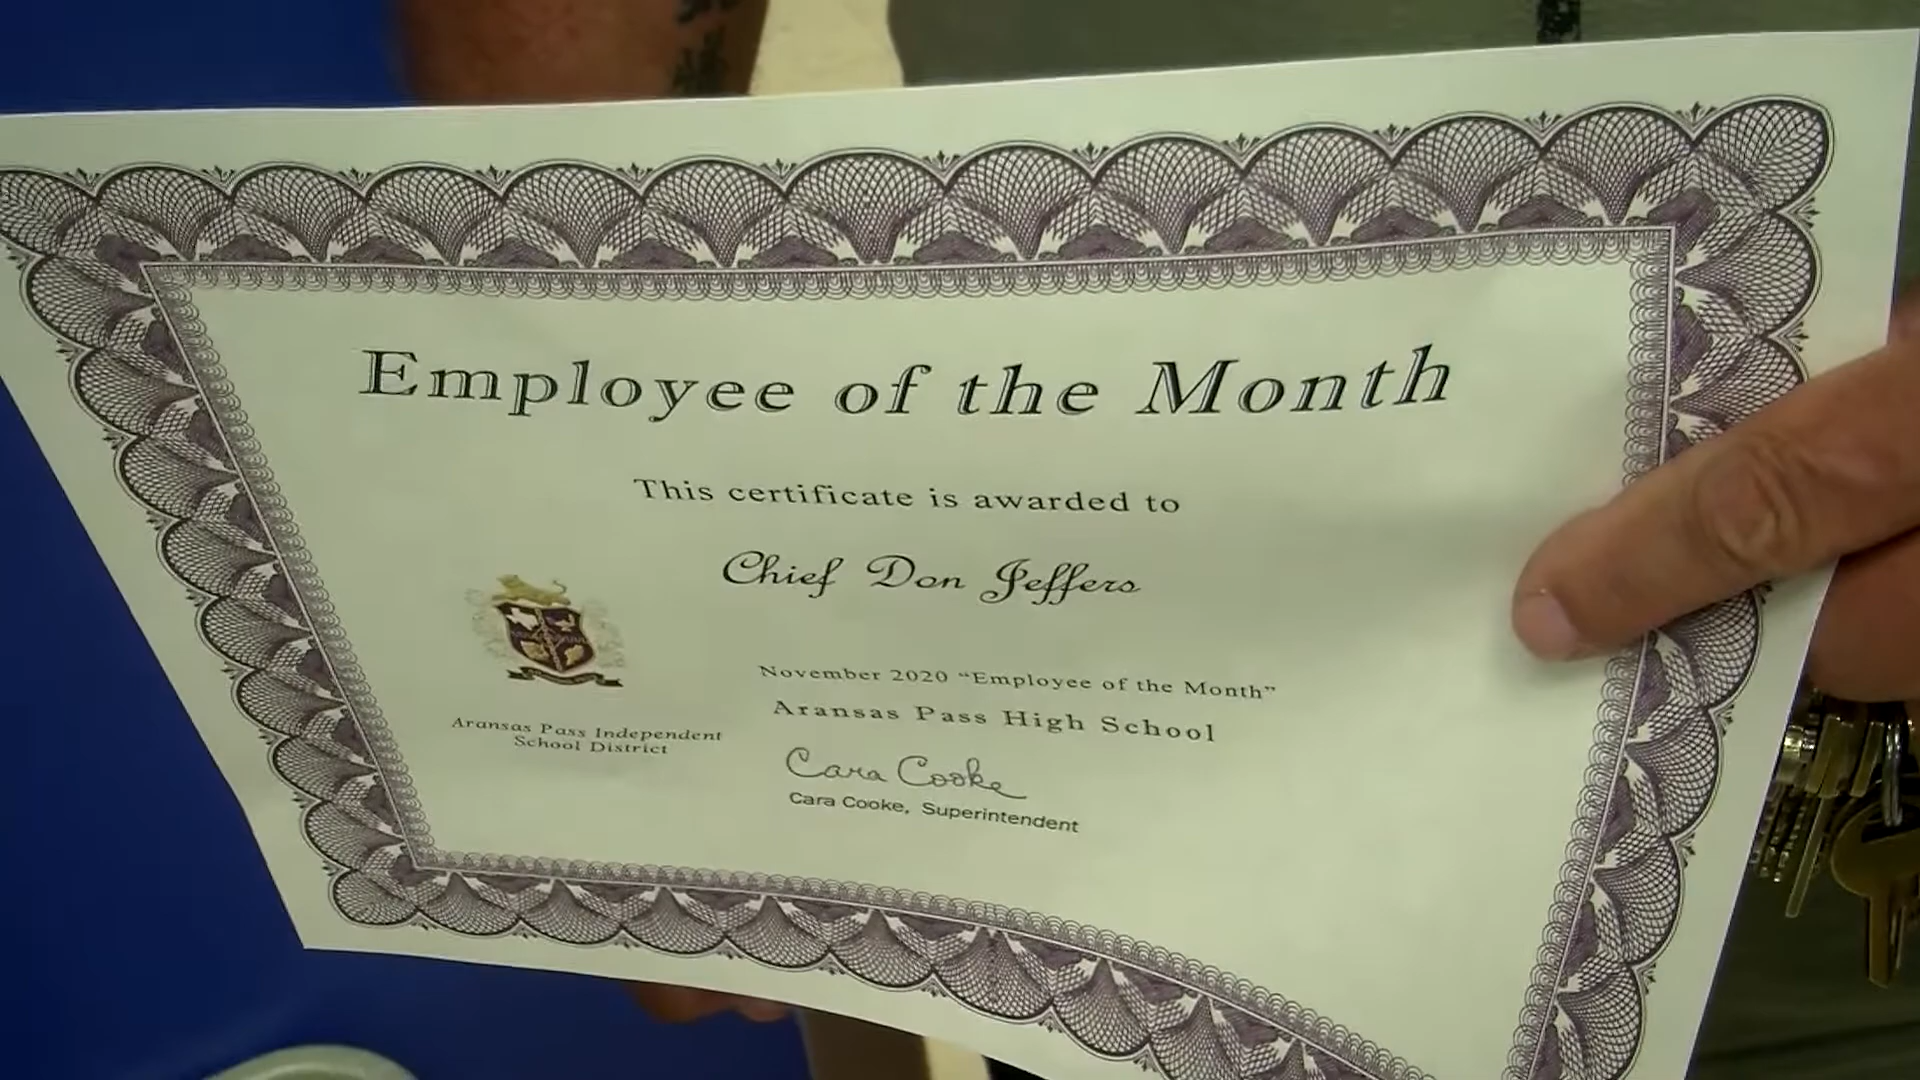 Employee of the Month
This certificate is awarded to
Chief Don Jeffers
November 2020 “Employee of the Month”
Aransas Pass High School
Cara Cooke
Cara Cooke, Superintendent
Aransas Pass Independent
School District